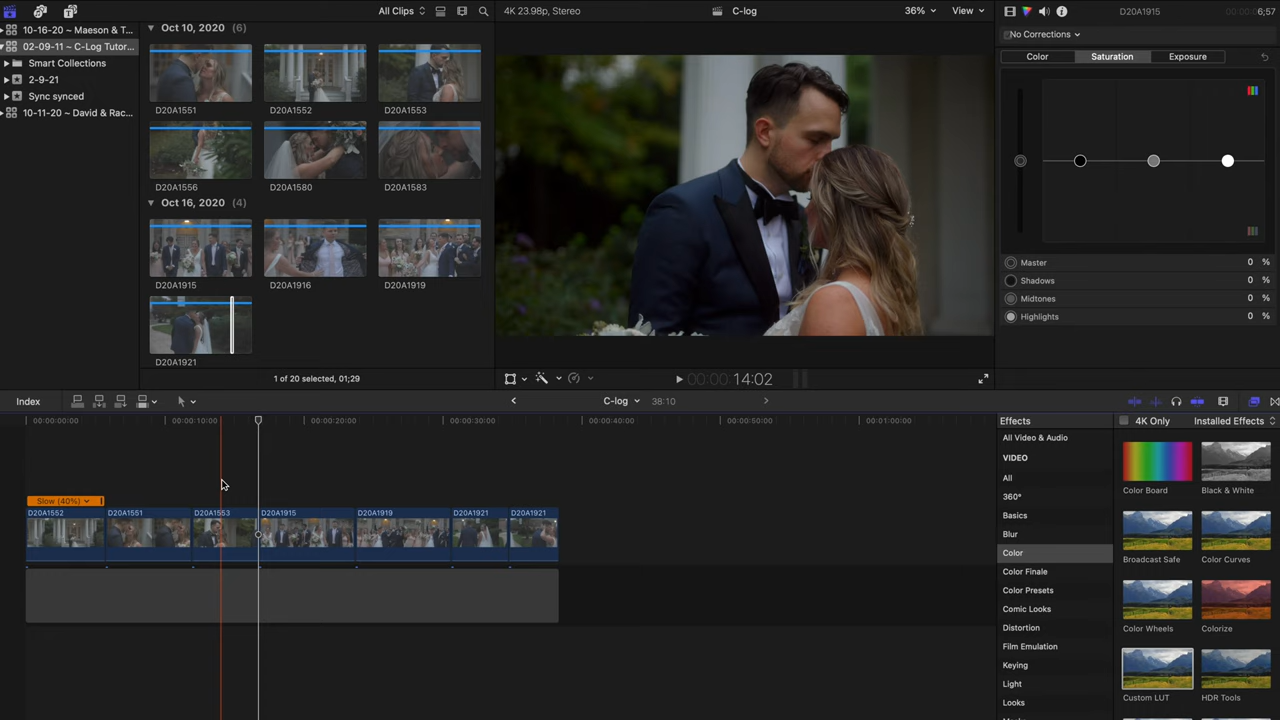 All Clips
4K 23.98p, Stereo
C-log
36%
View
D20A1915
00:00:06;57
10-16-20 ~ Maeson & T...
02-09-11 ~ C-Log Tutor...
Smart Collections
2-9-21
Sync synced
10-11-20 ~ David & Rac...
Oct 10, 2020 (6)
D20A1551
D20A1552
D20A1553
D20A1556
D20A1580
D20A1583
Oct 16, 2020 (4)
D20A1915
D20A1916
D20A1919
D20A1921
1 of 20 selected, 01;29
00:00:14:02
No Corrections
Color
Saturation
Exposure
Master 0 %
Shadows 0 %
Midtones 0 %
Highlights 0 %
Index
C-log
38:10
00:00:00:00
00:00:10:00
00:00:20:00
00:00:30:00
00:00:40:00
00:00:50:00
00:01:00:00
Slow (40%)
D20A1552
D20A1551
D20A1553
D20A1915
D20A1919
D20A1921
D20A1921
Effects
4K Only
Installed Effects
All Video & Audio
VIDEO
All
360°
Basics
Blur
Color
Color Finale
Color Presets
Comic Looks
Distortion
Film Emulation
Keying
Light
Looks
Color Board
Black & White
Broadcast Safe
Color Curves
Color Wheels
Colorize
Custom LUT
HDR Tools